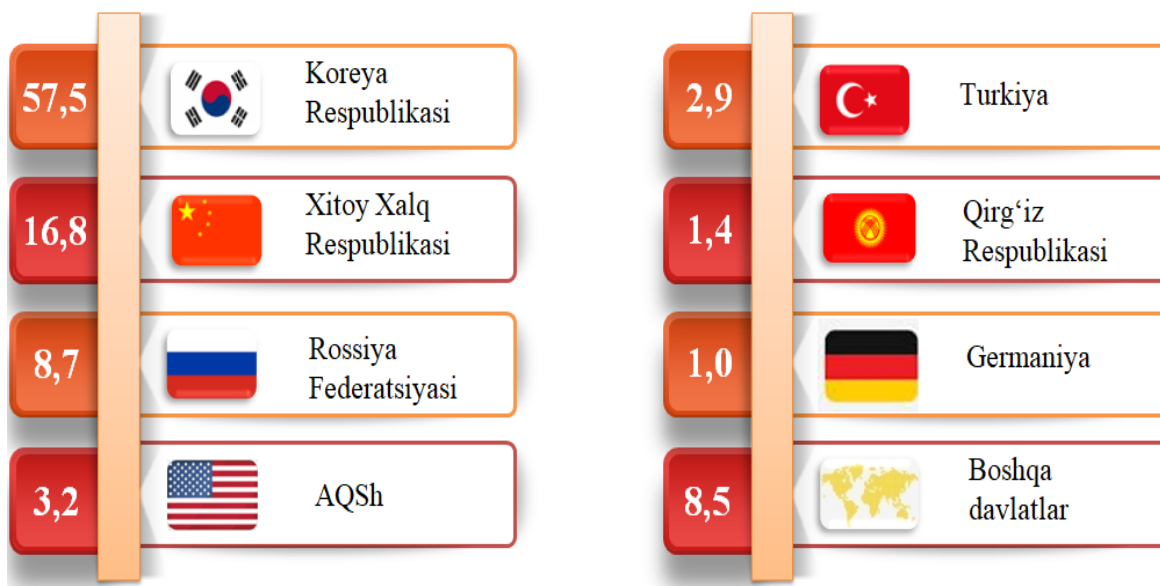 57,5
Koreya
Respublikasi
16,8
Xitoy Xalq
Respublikasi
8,7
Rossiya
Federatsiyasi
3,2
AQSh
2,9
Turkiya
1,4
Qirg‘iz
Respublikasi
1,0
Germaniya
8,5
Boshqa
davlatlar